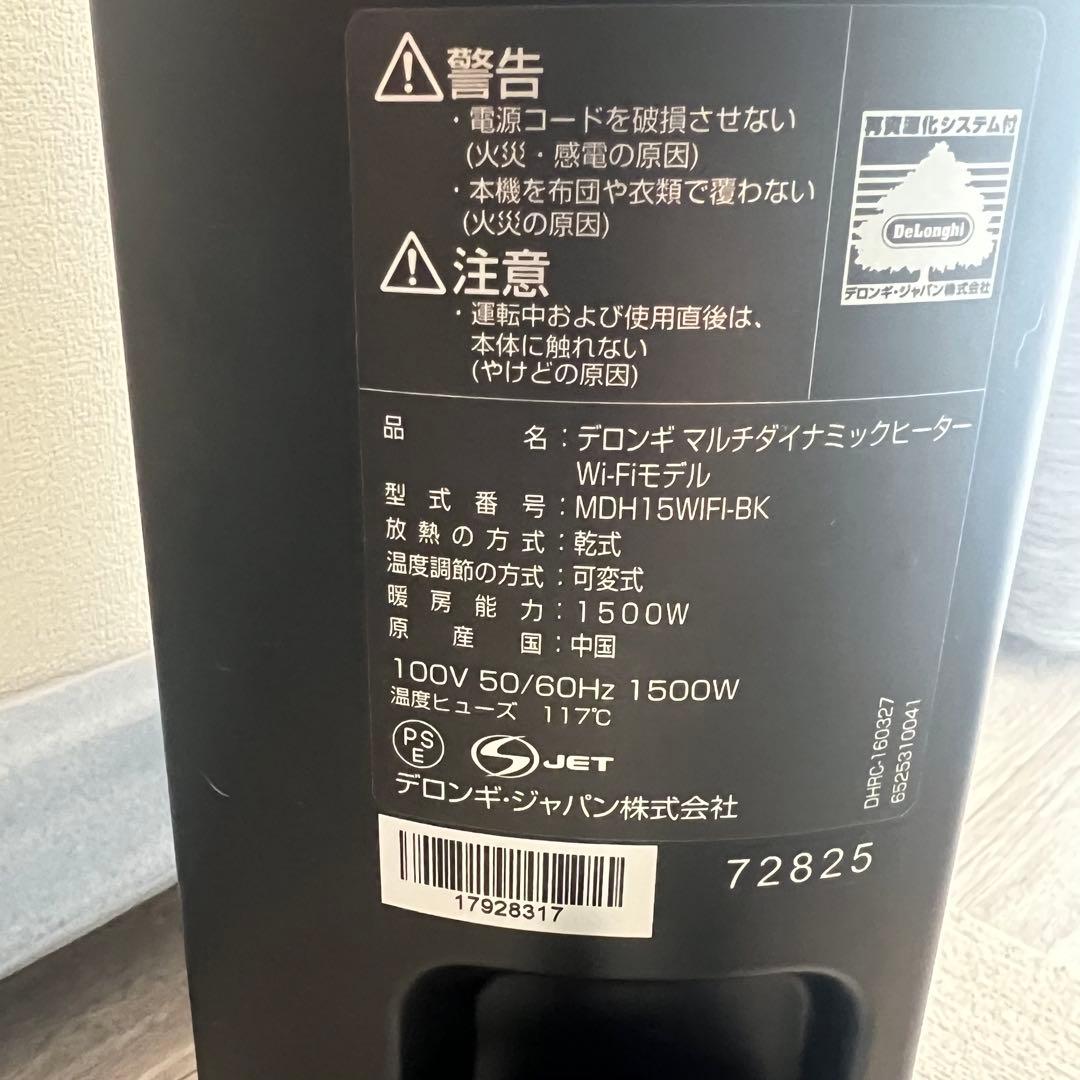 警告
・電源コードを破損させない
(火災・感電の原因)
・本機を布団や衣類で覆わない
(火災の原因)
注意
・運転中および使用直後は、
本体に触れない
(やけどの原因)
再資源化システム付
DeLonghi
デロンギ・ジャパン株式会社
品名：デロンギ マルチダイナミックヒーター
Wi-Fiモデル
型式番号：MDH15WIFI-BK
放熱の方式：乾式
温度調節の方式：可変式
暖房能力：1500W
原産国：中国
100V 50/60Hz 1500W
温度ヒューズ 117℃
PSE
S JET
デロンギ・ジャパン株式会社
DHRC-160327
6525310041
17928317
72825